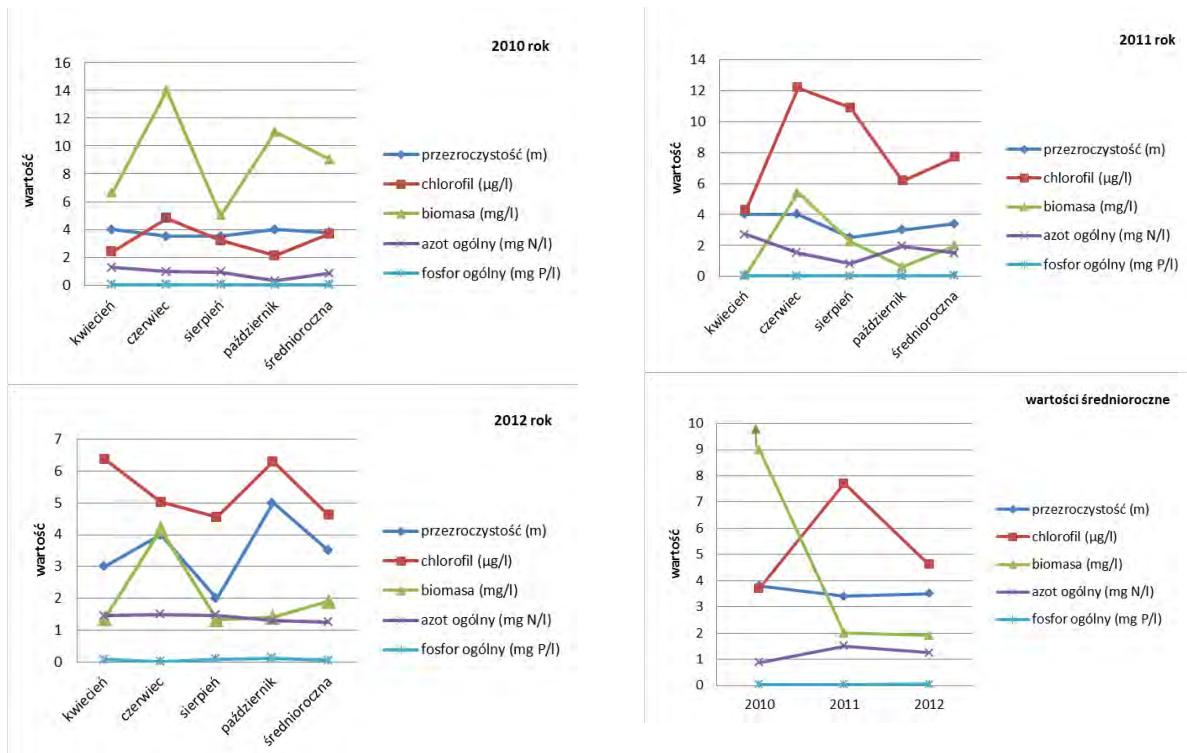 2010 rok
16
14
12
10
8
6
4
2
0
wartość
kwiecień
czerwiec
sierpień
październik
średnioroczna
przezroczystość (m)
chlorofil (µg/l)
biomasa (mg/l)
azot ogólny (mg N/l)
fosfor ogólny (mg P/l)
2011 rok
14
12
10
8
6
4
2
0
wartość
kwiecień
czerwiec
sierpień
październik
średnioroczna
przezroczystość (m)
chlorofil (µg/l)
biomasa (mg/l)
azot ogólny (mg N/l)
fosfor ogólny (mg P/l)
2012 rok
7
6
5
4
3
2
1
0
wartość
kwiecień
czerwiec
sierpień
październik
średnioroczna
przezroczystość (m)
chlorofil (µg/l)
biomasa (mg/l)
azot ogólny (mg N/l)
fosfor ogólny (mg P/l)
wartości średnioroczne
10
9
8
7
6
5
4
3
2
1
0
wartość
2010 2011 2012
przezroczystość (m)
chlorofil (µg/l)
biomasa (mg/l)
azot ogólny (mg N/l)
fosfor ogólny (mg P/l)